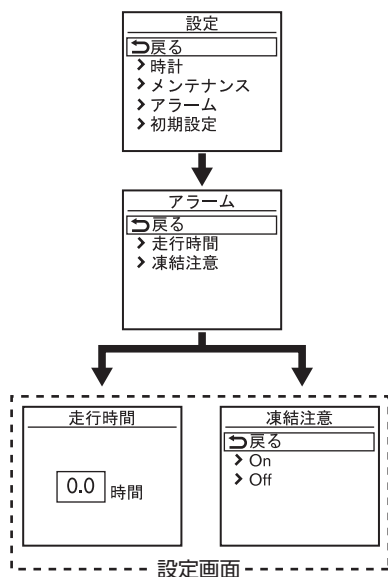 設定
戻る
時計
メンテナンス
アラーム
初期設定
アラーム
戻る
走行時間
凍結注意
走行時間
0.0 時間
凍結注意
戻る
On
Off
設定画面